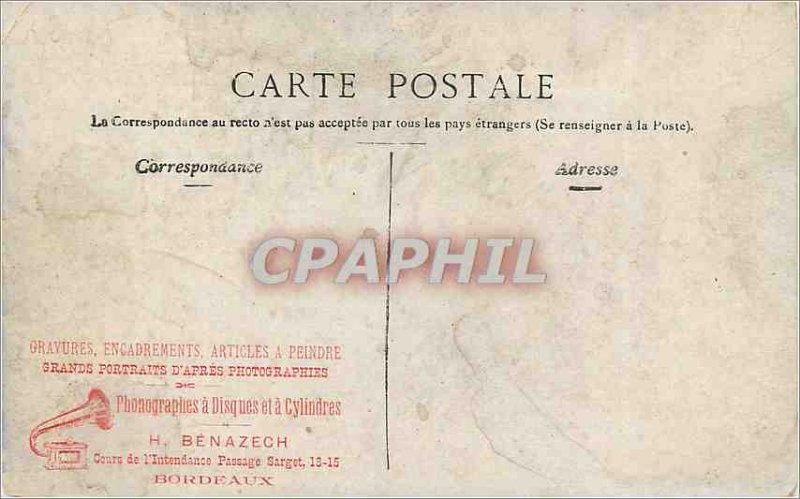 CARTE POSTALE
La Correspondance au recto n'est pas acceptée par tous les pays étrangers (Se renseigner à la Poste).
Correspondance
Adresse
CPAPHIL
GRAVURES, ENCADREMENTS, ARTICLES A PEINDRE
GRANDS PORTRAITS D'APRÈS PHOTOGRAPHIES
Phonographes à Disques et à Cylindres
H. BÉNAZECH
Cours de l'Intendance Passage Sarget, 13-15
BORDEAUX